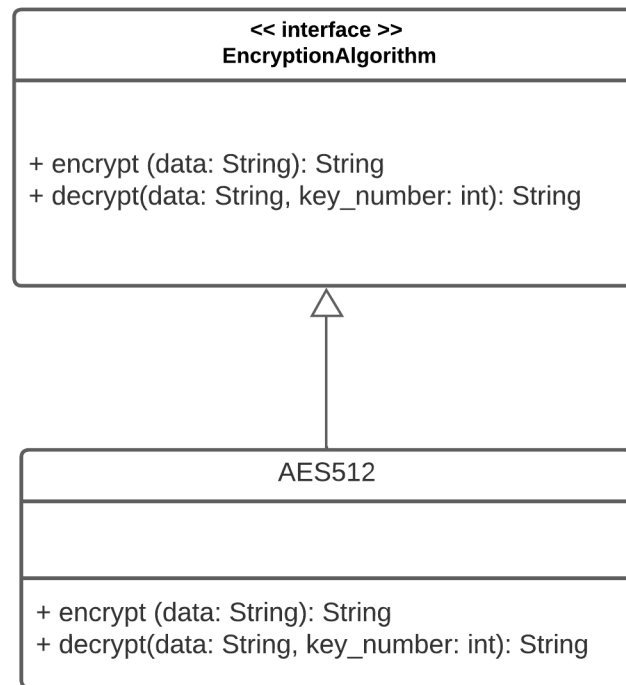 << interface >>
EncryptionAlgorithm
+ encrypt (data: String): String
+ decrypt(data: String, key_number: int): String
AES512
+ encrypt (data: String): String
+ decrypt(data: String, key_number: int): String